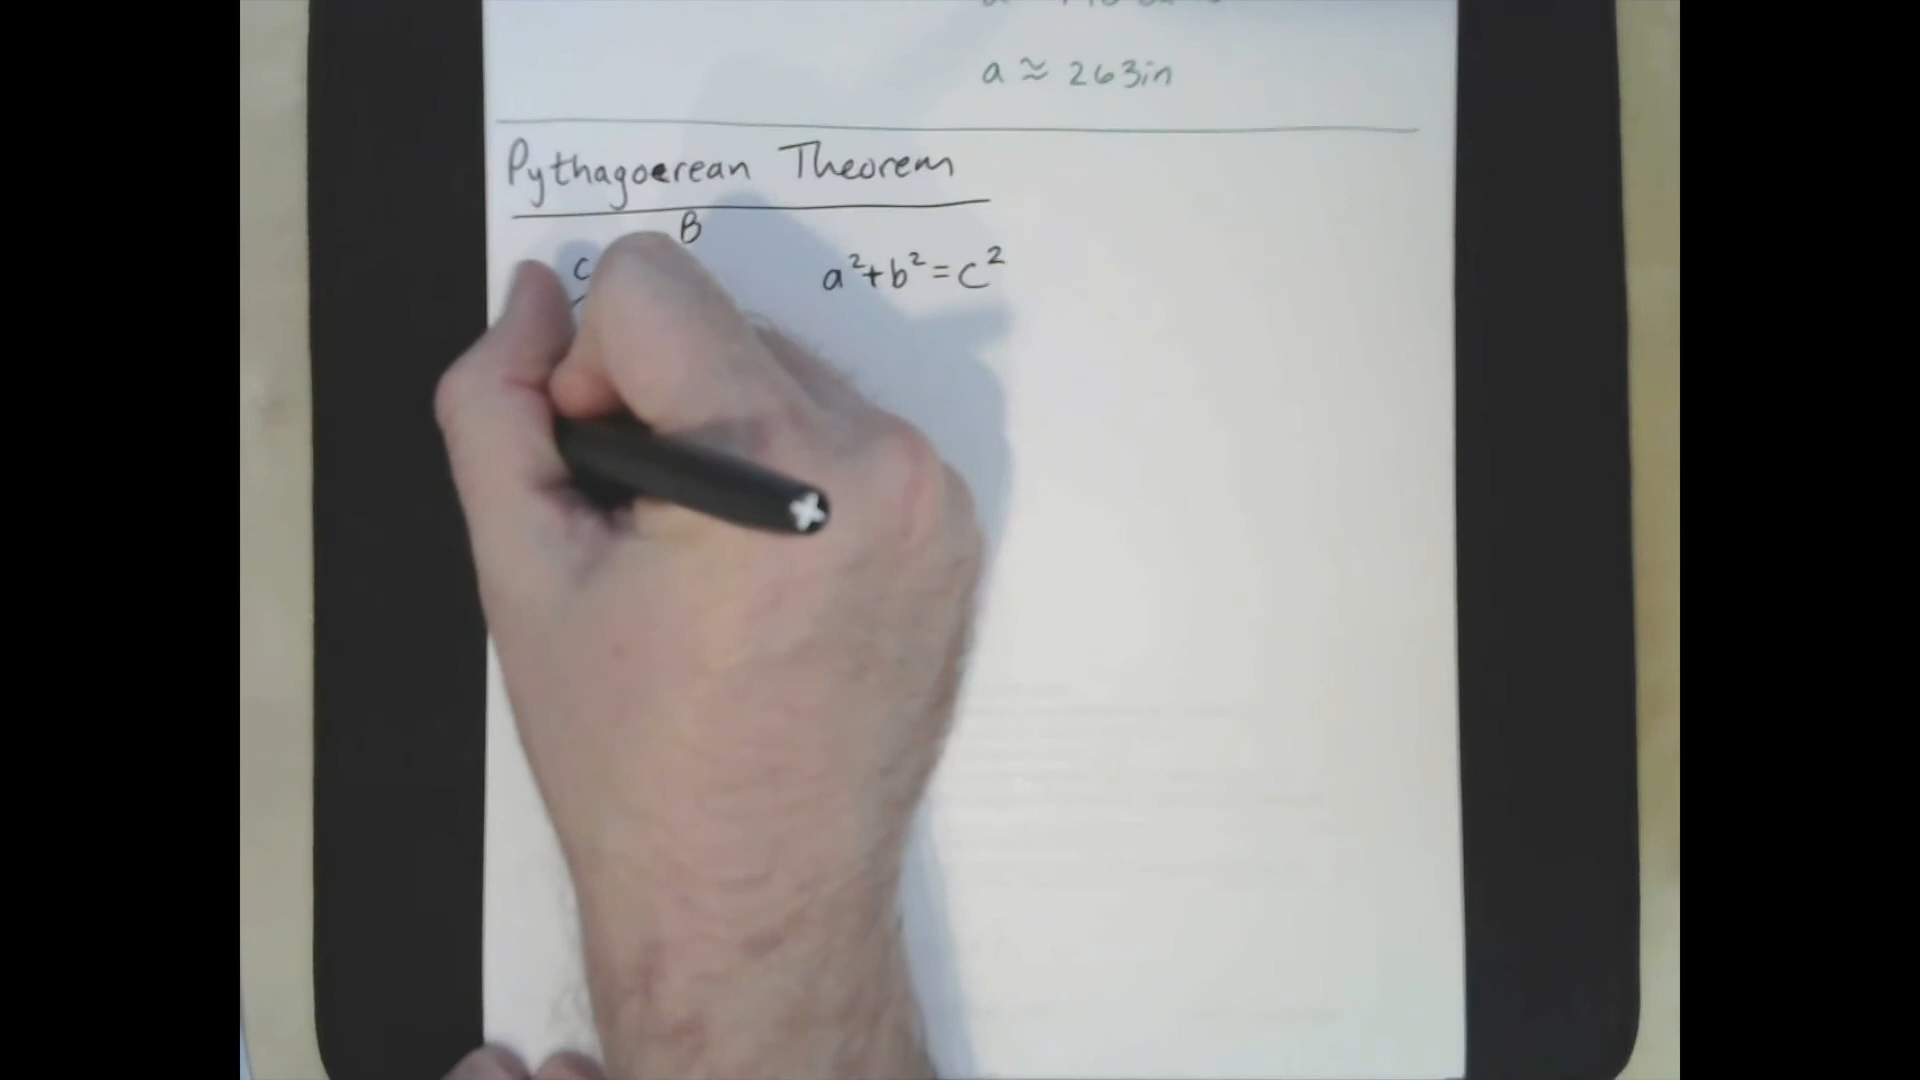 a ≈ 263in
Pythagoerean Theorem
B
c
a²+b²=c²